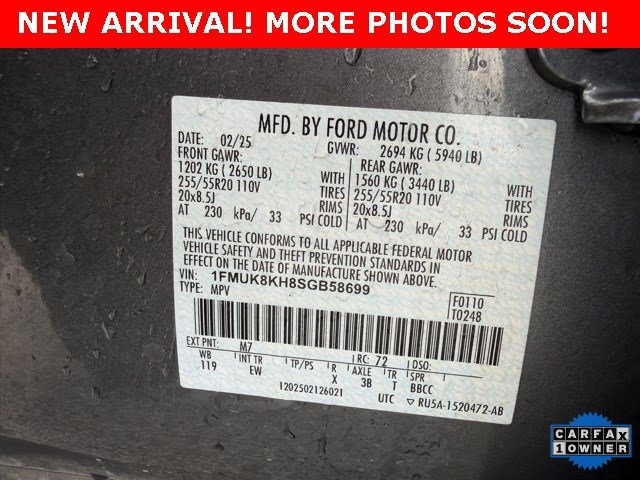 NEW ARRIVAL! MORE PHOTOS SOON!
MFD. BY FORD MOTOR CO.
DATE: 02/25 GVWR: 2694 KG ( 5940 LB)
FRONT GAWR: REAR GAWR:
1202 KG ( 2650 LB) WITH 1560 KG ( 3440 LB) WITH
255/55R20 110V TIRES 255/55R20 110V TIRES
20x8.5J RIMS 20x8.5J RIMS
AT 230 kPa/ 33 PSI COLD AT 230 kPa/ 33 PSI COLD
THIS VEHICLE CONFORMS TO ALL APPLICABLE FEDERAL MOTOR
VEHICLE SAFETY AND THEFT PREVENTION STANDARDS IN
EFFECT ON THE DATE OF MANUFACTURE SHOWN ABOVE.
VIN: 1FMUK8KH8SGB58699
TYPE: MPV
F0110
T0248
EXT PNT: M7 RC: 72 DSO:
WB INT TR TP/PS R AXLE TR SPR
119 EW X 3B T BBCC
1202502126021 UTC ▽ RU5A-1520472-AB
CARFAX
1 OWNER